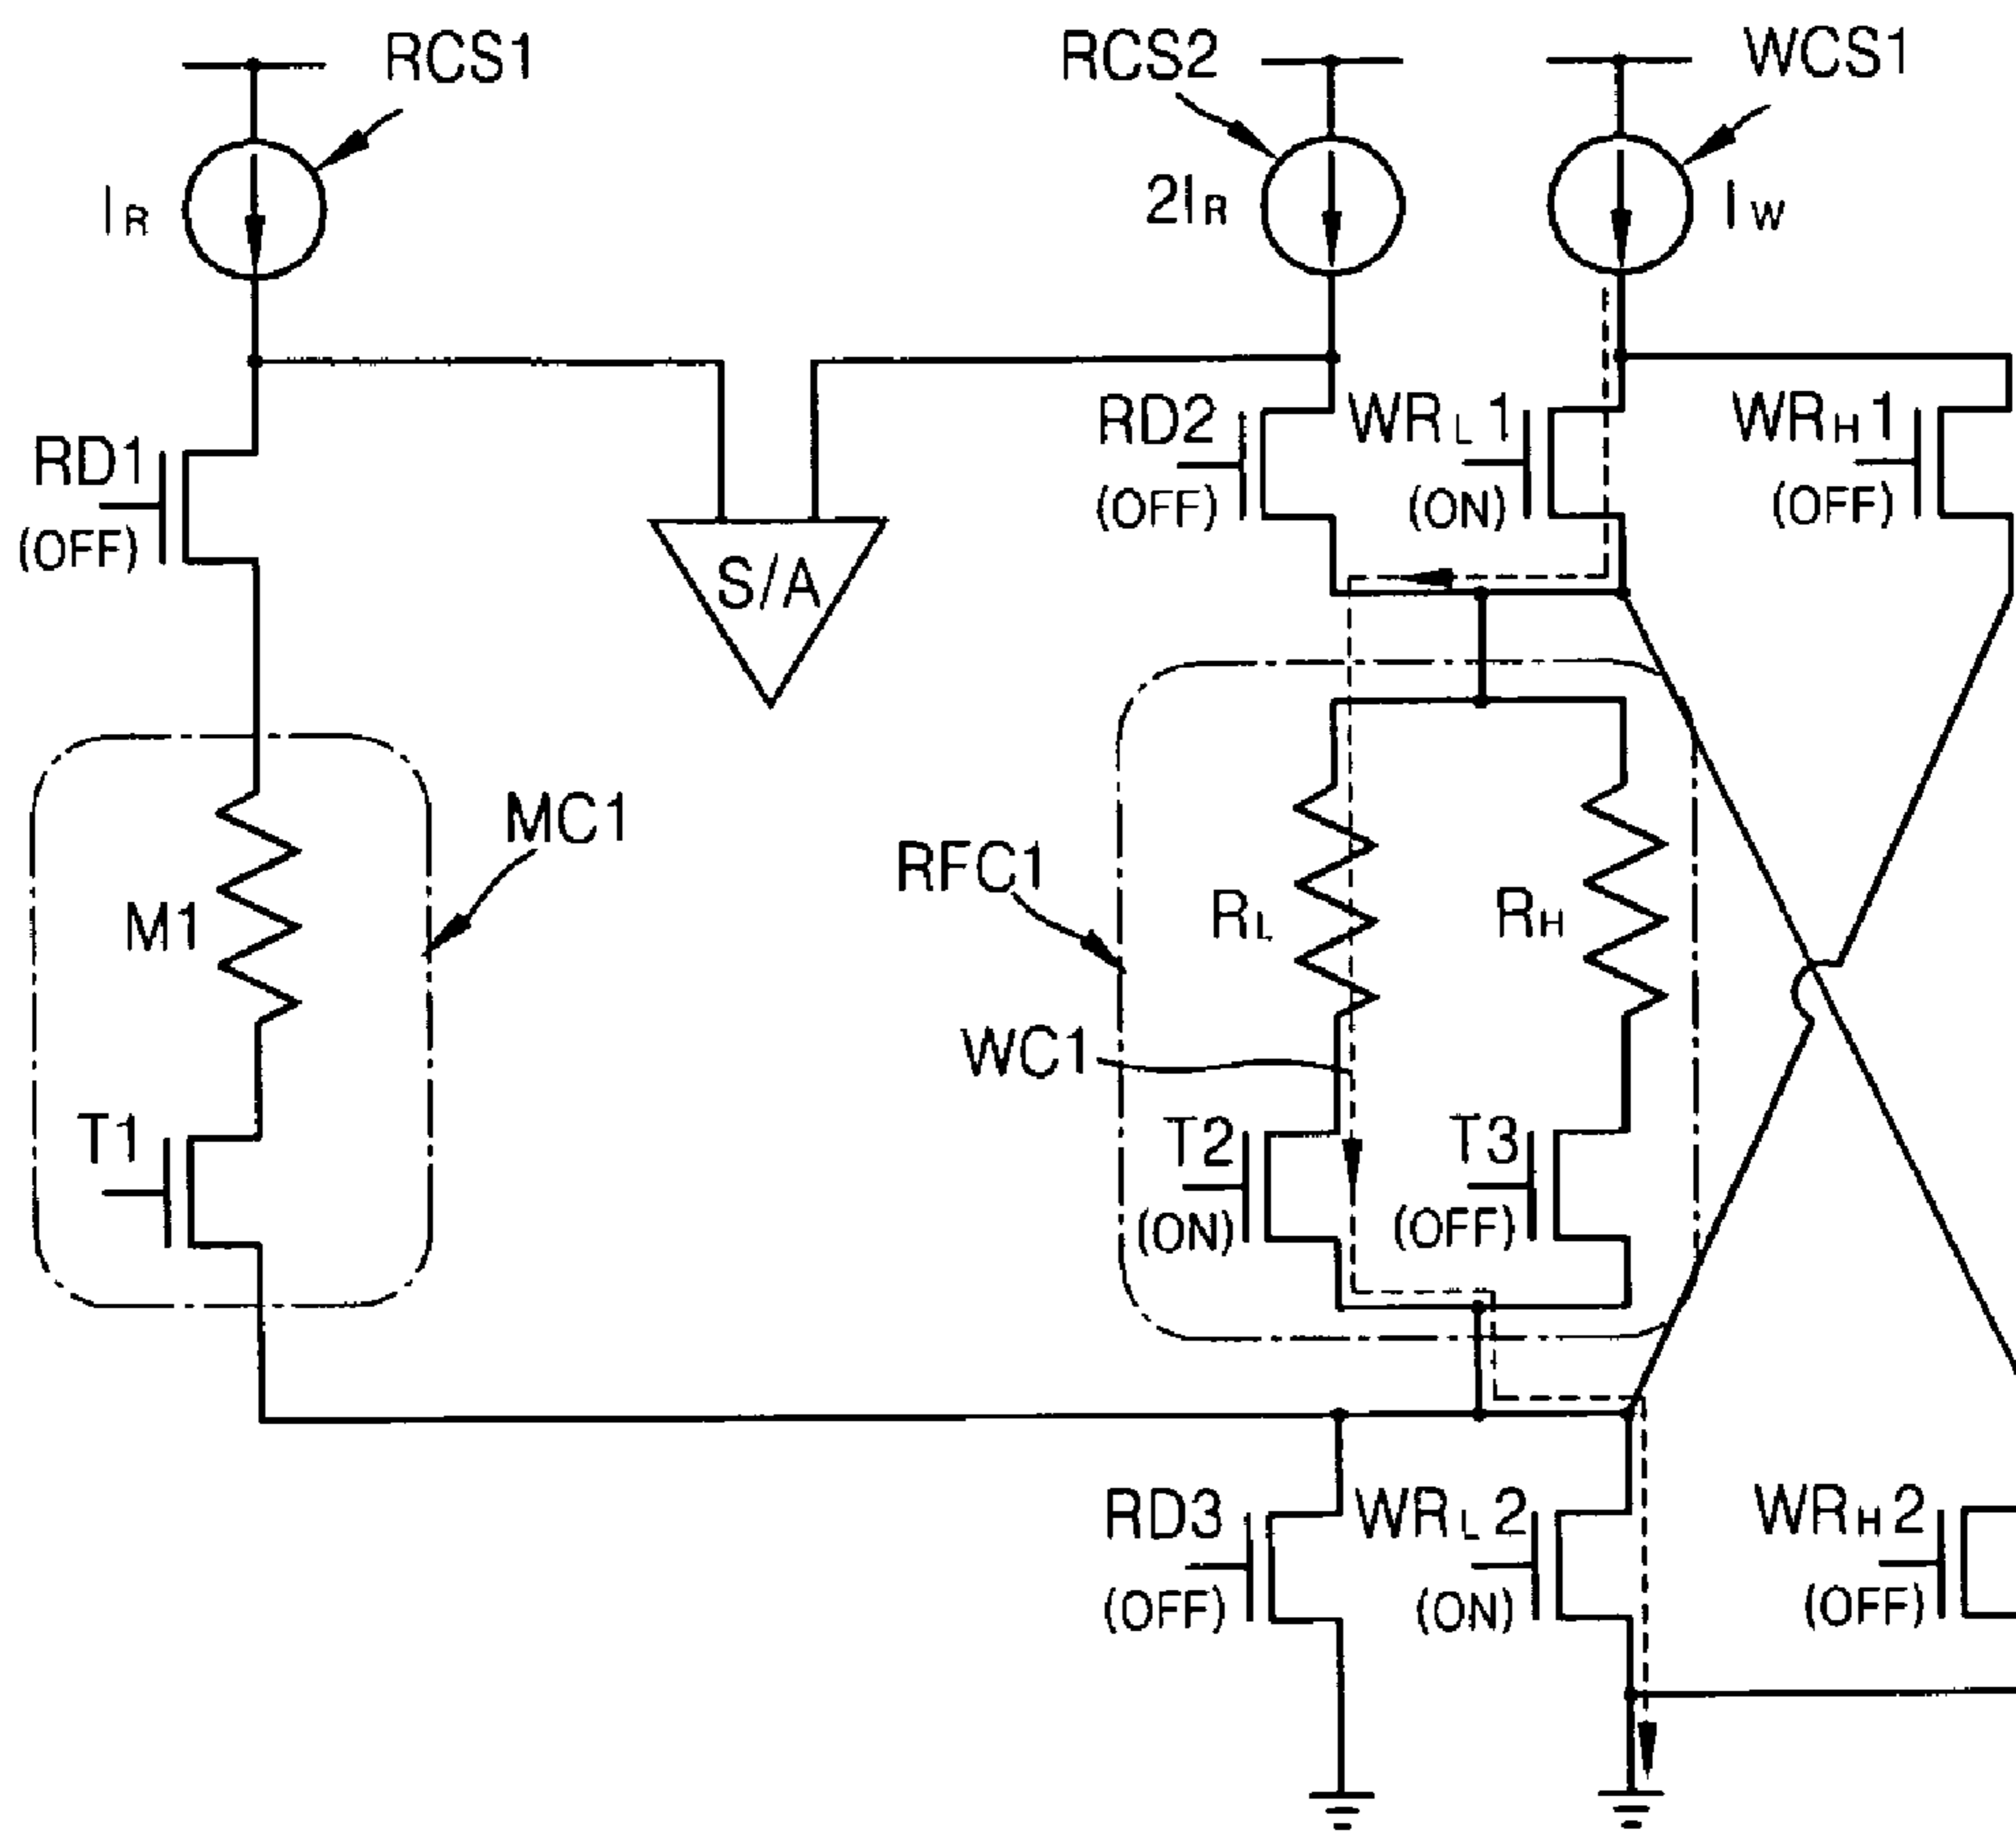 RCS1
RCS2
WCS1
IR
2IR
IW
RD1
(OFF)
S/A
RD2
(OFF)
WRL1
(ON)
WRH1
(OFF)
MC1
M1
T1
RFC1
RL
RH
WC1
T2
(ON)
T3
(OFF)
RD3
(OFF)
WRL2
(ON)
WRH2
(OFF)